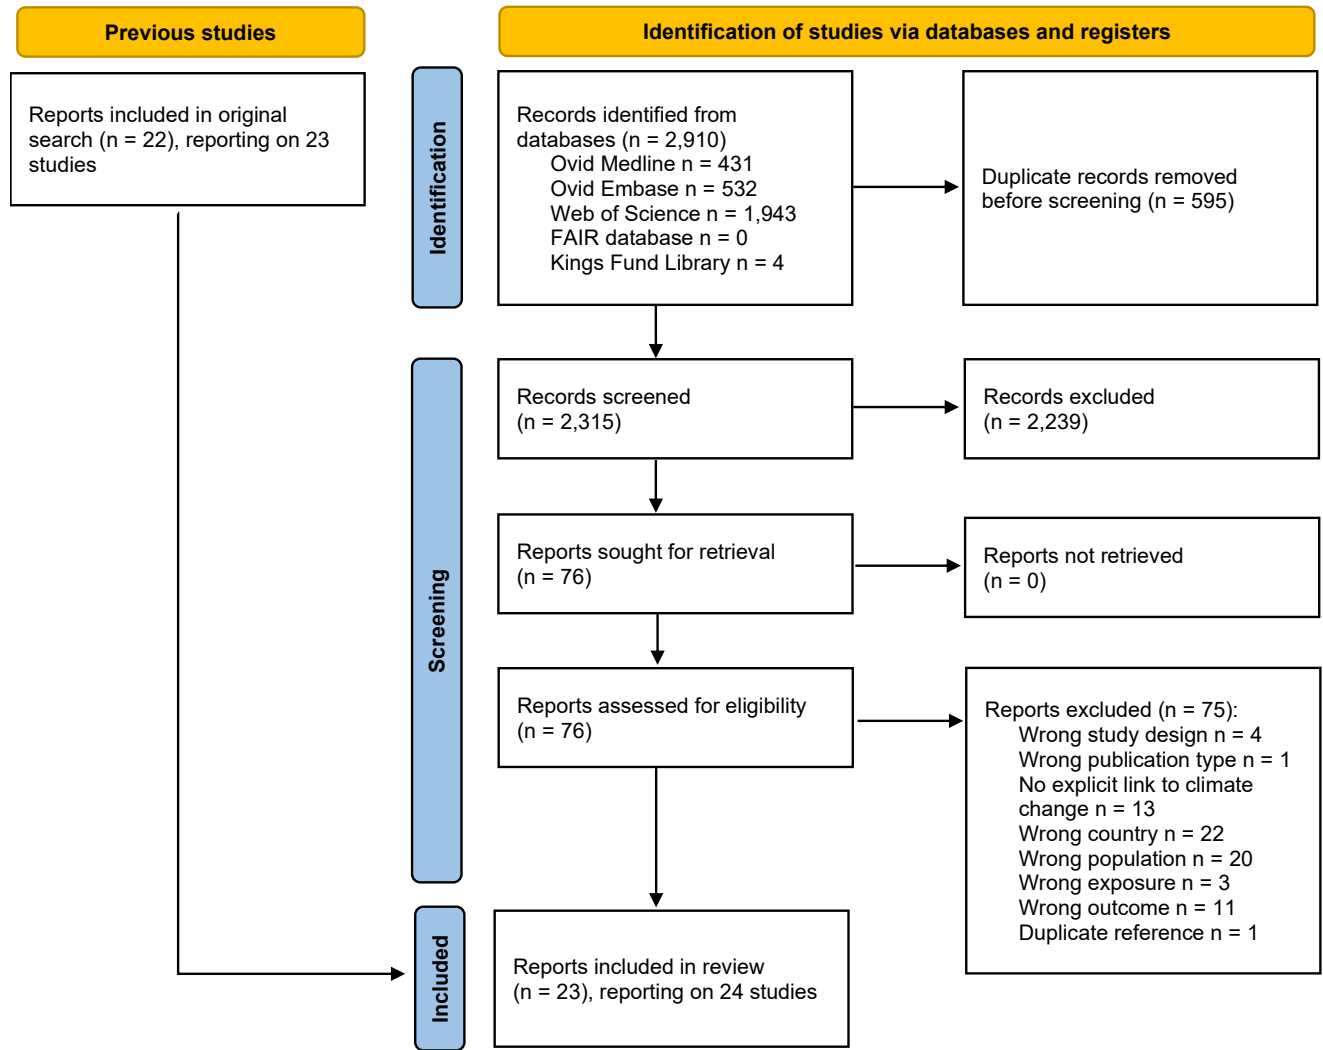 Previous studies
Identification of studies via databases and registers
Reports included in original
search (n = 22), reporting on 23
studies
Identification
Records identified from
databases (n = 2,910)
Ovid Medline n = 431
Ovid Embase n = 532
Web of Science n = 1,943
FAIR database n = 0
Kings Fund Library n = 4
Duplicate records removed
before screening (n = 595)
Screening
Records screened
(n = 2,315)
Records excluded
(n = 2,239)
Reports sought for retrieval
(n = 76)
Reports not retrieved
(n = 0)
Reports assessed for eligibility
(n = 76)
Reports excluded (n = 75):
Wrong study design n = 4
Wrong publication type n = 1
No explicit link to climate
change n = 13
Wrong country n = 22
Wrong population n = 20
Wrong exposure n = 3
Wrong outcome n = 11
Duplicate reference n = 1
Included
Reports included in review
(n = 23), reporting on 24 studies